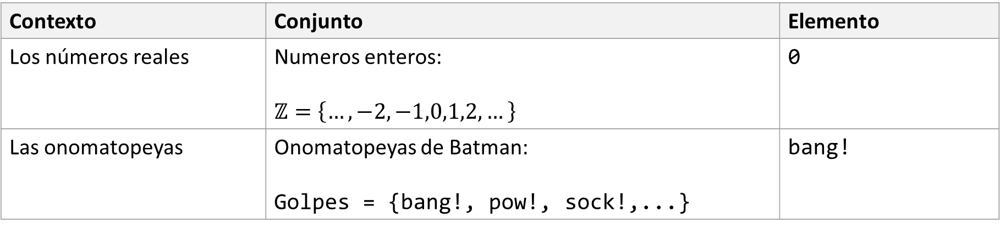 Contexto Conjunto Elemento
Los números reales Numeros enteros: 0
ℤ = {…, −2, −1,0,1,2, … }
Las onomatopeyas Onomatopeyas de Batman: bang!
Golpes = {bang!, pow!, sock!,...}